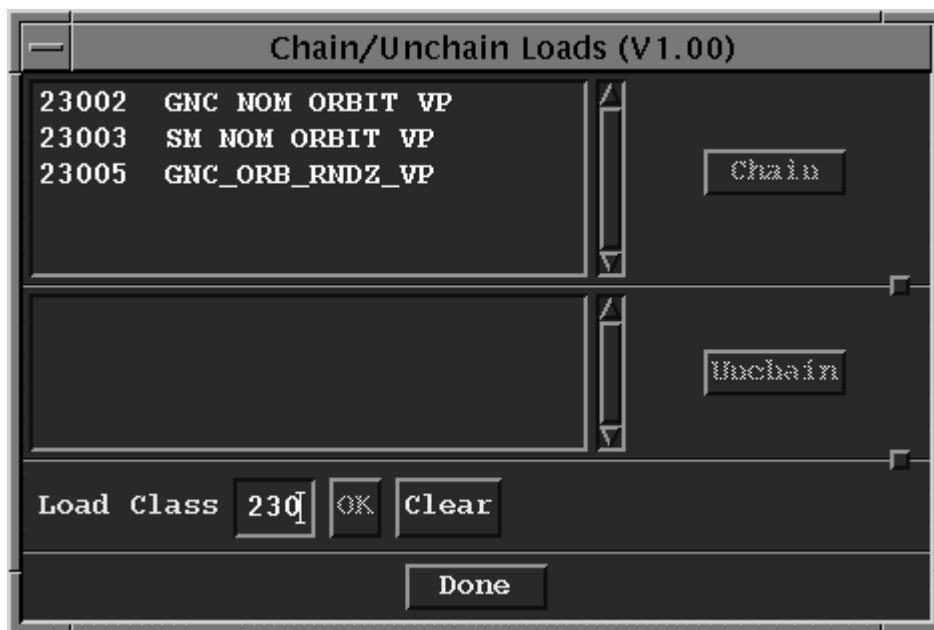 Chain/Unchain Loads (V1.00)
23002 GNC NOM ORBIT VP
23003 SM NOM ORBIT VP
23005 GNC_ORB_RNDZ_VP
Chain
Unchain
Load Class 230 OK Clear
Done